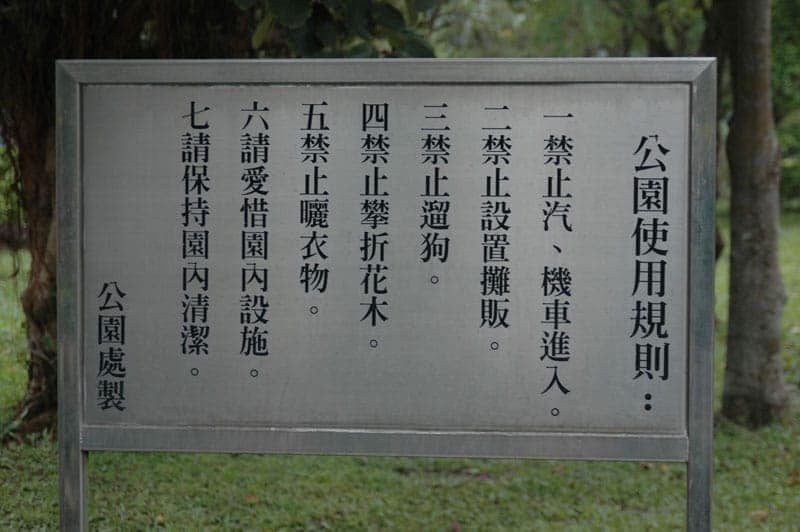 公園使用規則：
一禁止汽、機車進入。
二禁止設置攤販。
三禁止遛狗。
四禁止攀折花木。
五禁止曬衣物。
六請愛惜園內設施。
七請保持園內清潔。
公園處製